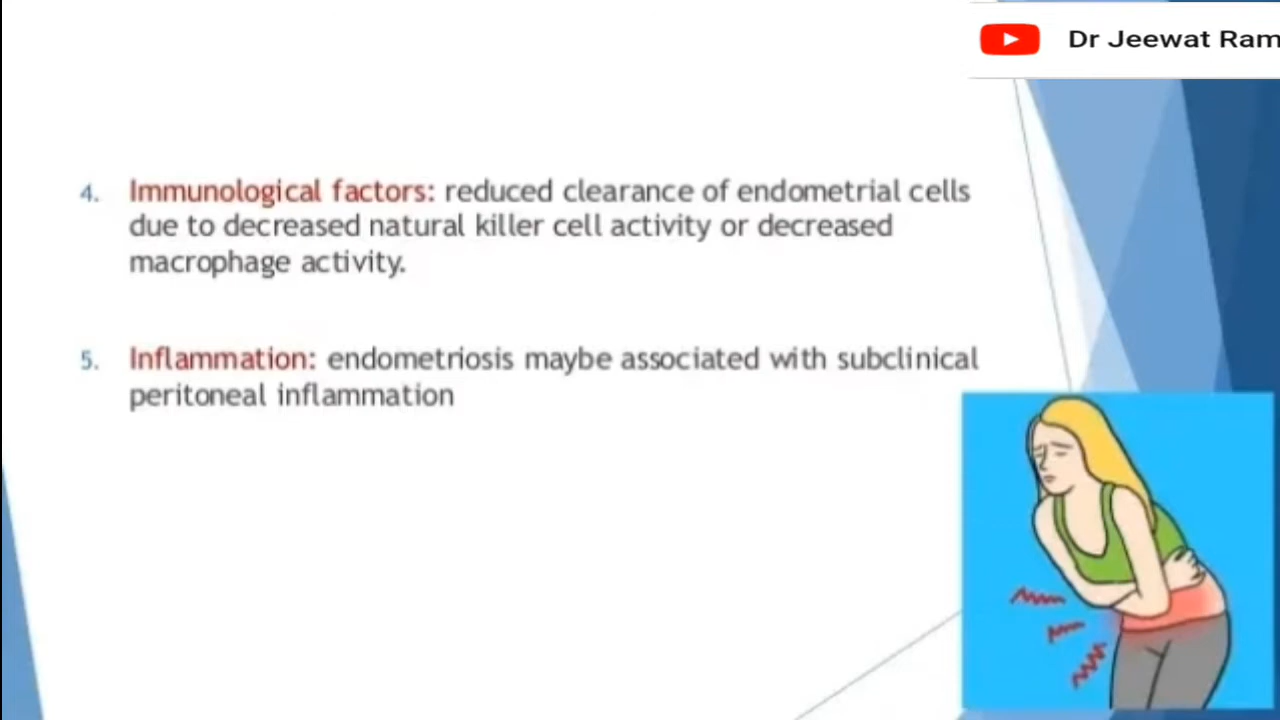 Dr Jeewat Ram
4. Immunological factors: reduced clearance of endometrial cells
due to decreased natural killer cell activity or decreased
macrophage activity.
5. Inflammation: endometriosis maybe associated with subclinical
peritoneal inflammation